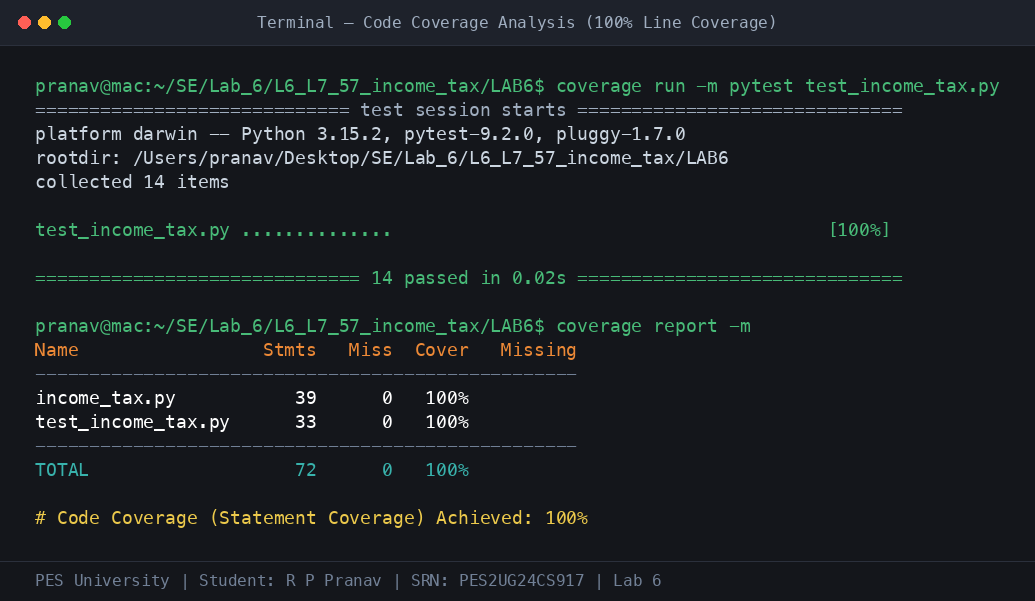 Terminal — Code Coverage Analysis (100% Line Coverage)
pranav@mac:~/SE/Lab_6/L6_L7_57_income_tax/LAB6$ coverage run -m pytest test_income_tax.py
============================= test session starts ==============================
platform darwin -- Python 3.15.2, pytest-9.2.0, pluggy-1.7.0
rootdir: /Users/pranav/Desktop/SE/Lab_6/L6_L7_57_income_tax/LAB6
collected 14 items
test_income_tax.py .............. [100%]
============================== 14 passed in 0.02s ==============================
pranav@mac:~/SE/Lab_6/L6_L7_57_income_tax/LAB6$ coverage report -m
Name Stmts Miss Cover Missing
--------------------------------------------------
income_tax.py 39 0 100%
test_income_tax.py 33 0 100%
--------------------------------------------------
TOTAL 72 0 100%
# Code Coverage (Statement Coverage) Achieved: 100%
PES University | Student: R P Pranav | SRN: PES2UG24CS917 | Lab 6